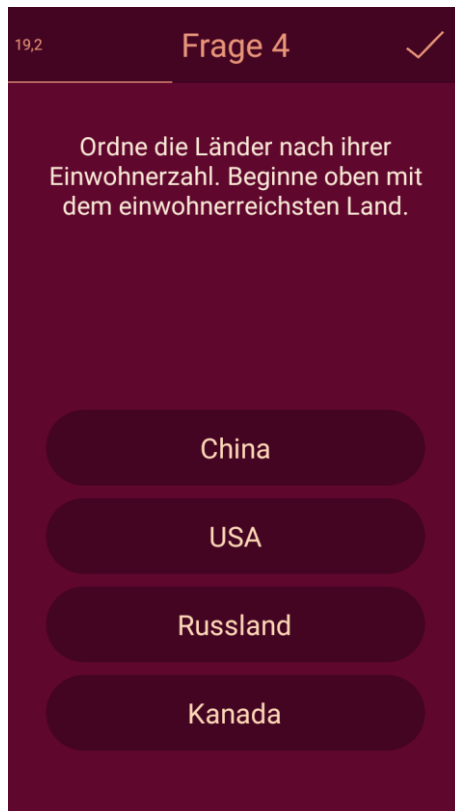 19,2
Frage 4
Ordne die Länder nach ihrer
Einwohnerzahl. Beginne oben mit
dem einwohnerreichsten Land.
China
USA
Russland
Kanada